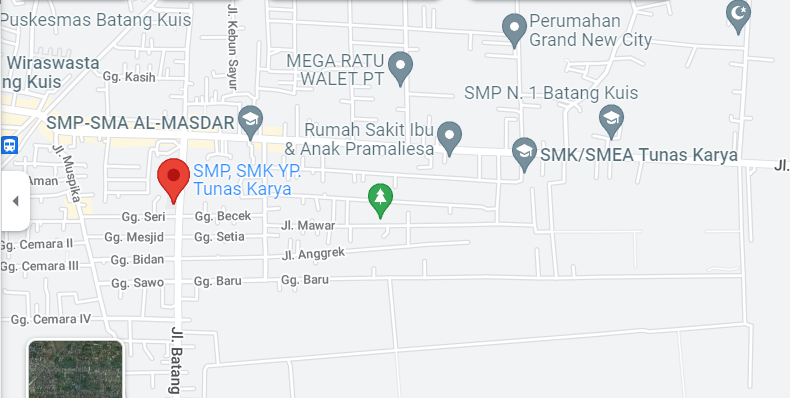 Puskesmas Batang Kuis
Jl. Kebun Sayur
Perumahan
Grand New City
Wiraswasta
ng Kuis
Gg. Kasih
MEGA RATU
WALET PT
SMP N. 1 Batang Kuis
SMP-SMA AL-MASDAR
Rumah Sakit Ibu
& Anak Pramaliesa
SMK/SMEA Tunas Karya
Jl.
Jl. Muspika
Aman
SMP, SMK YP.
Tunas Karya
Gg. Seri
Gg. Becek
Jl. Mawar
Gg. Cemara II
Gg. Mesjid
Gg. Setia
Gg. Cemara III
Gg. Bidan
Jl. Anggrek
Gg. Sawo
Gg. Baru
Gg. Baru
Gg. Cemara IV
Jl. Batang